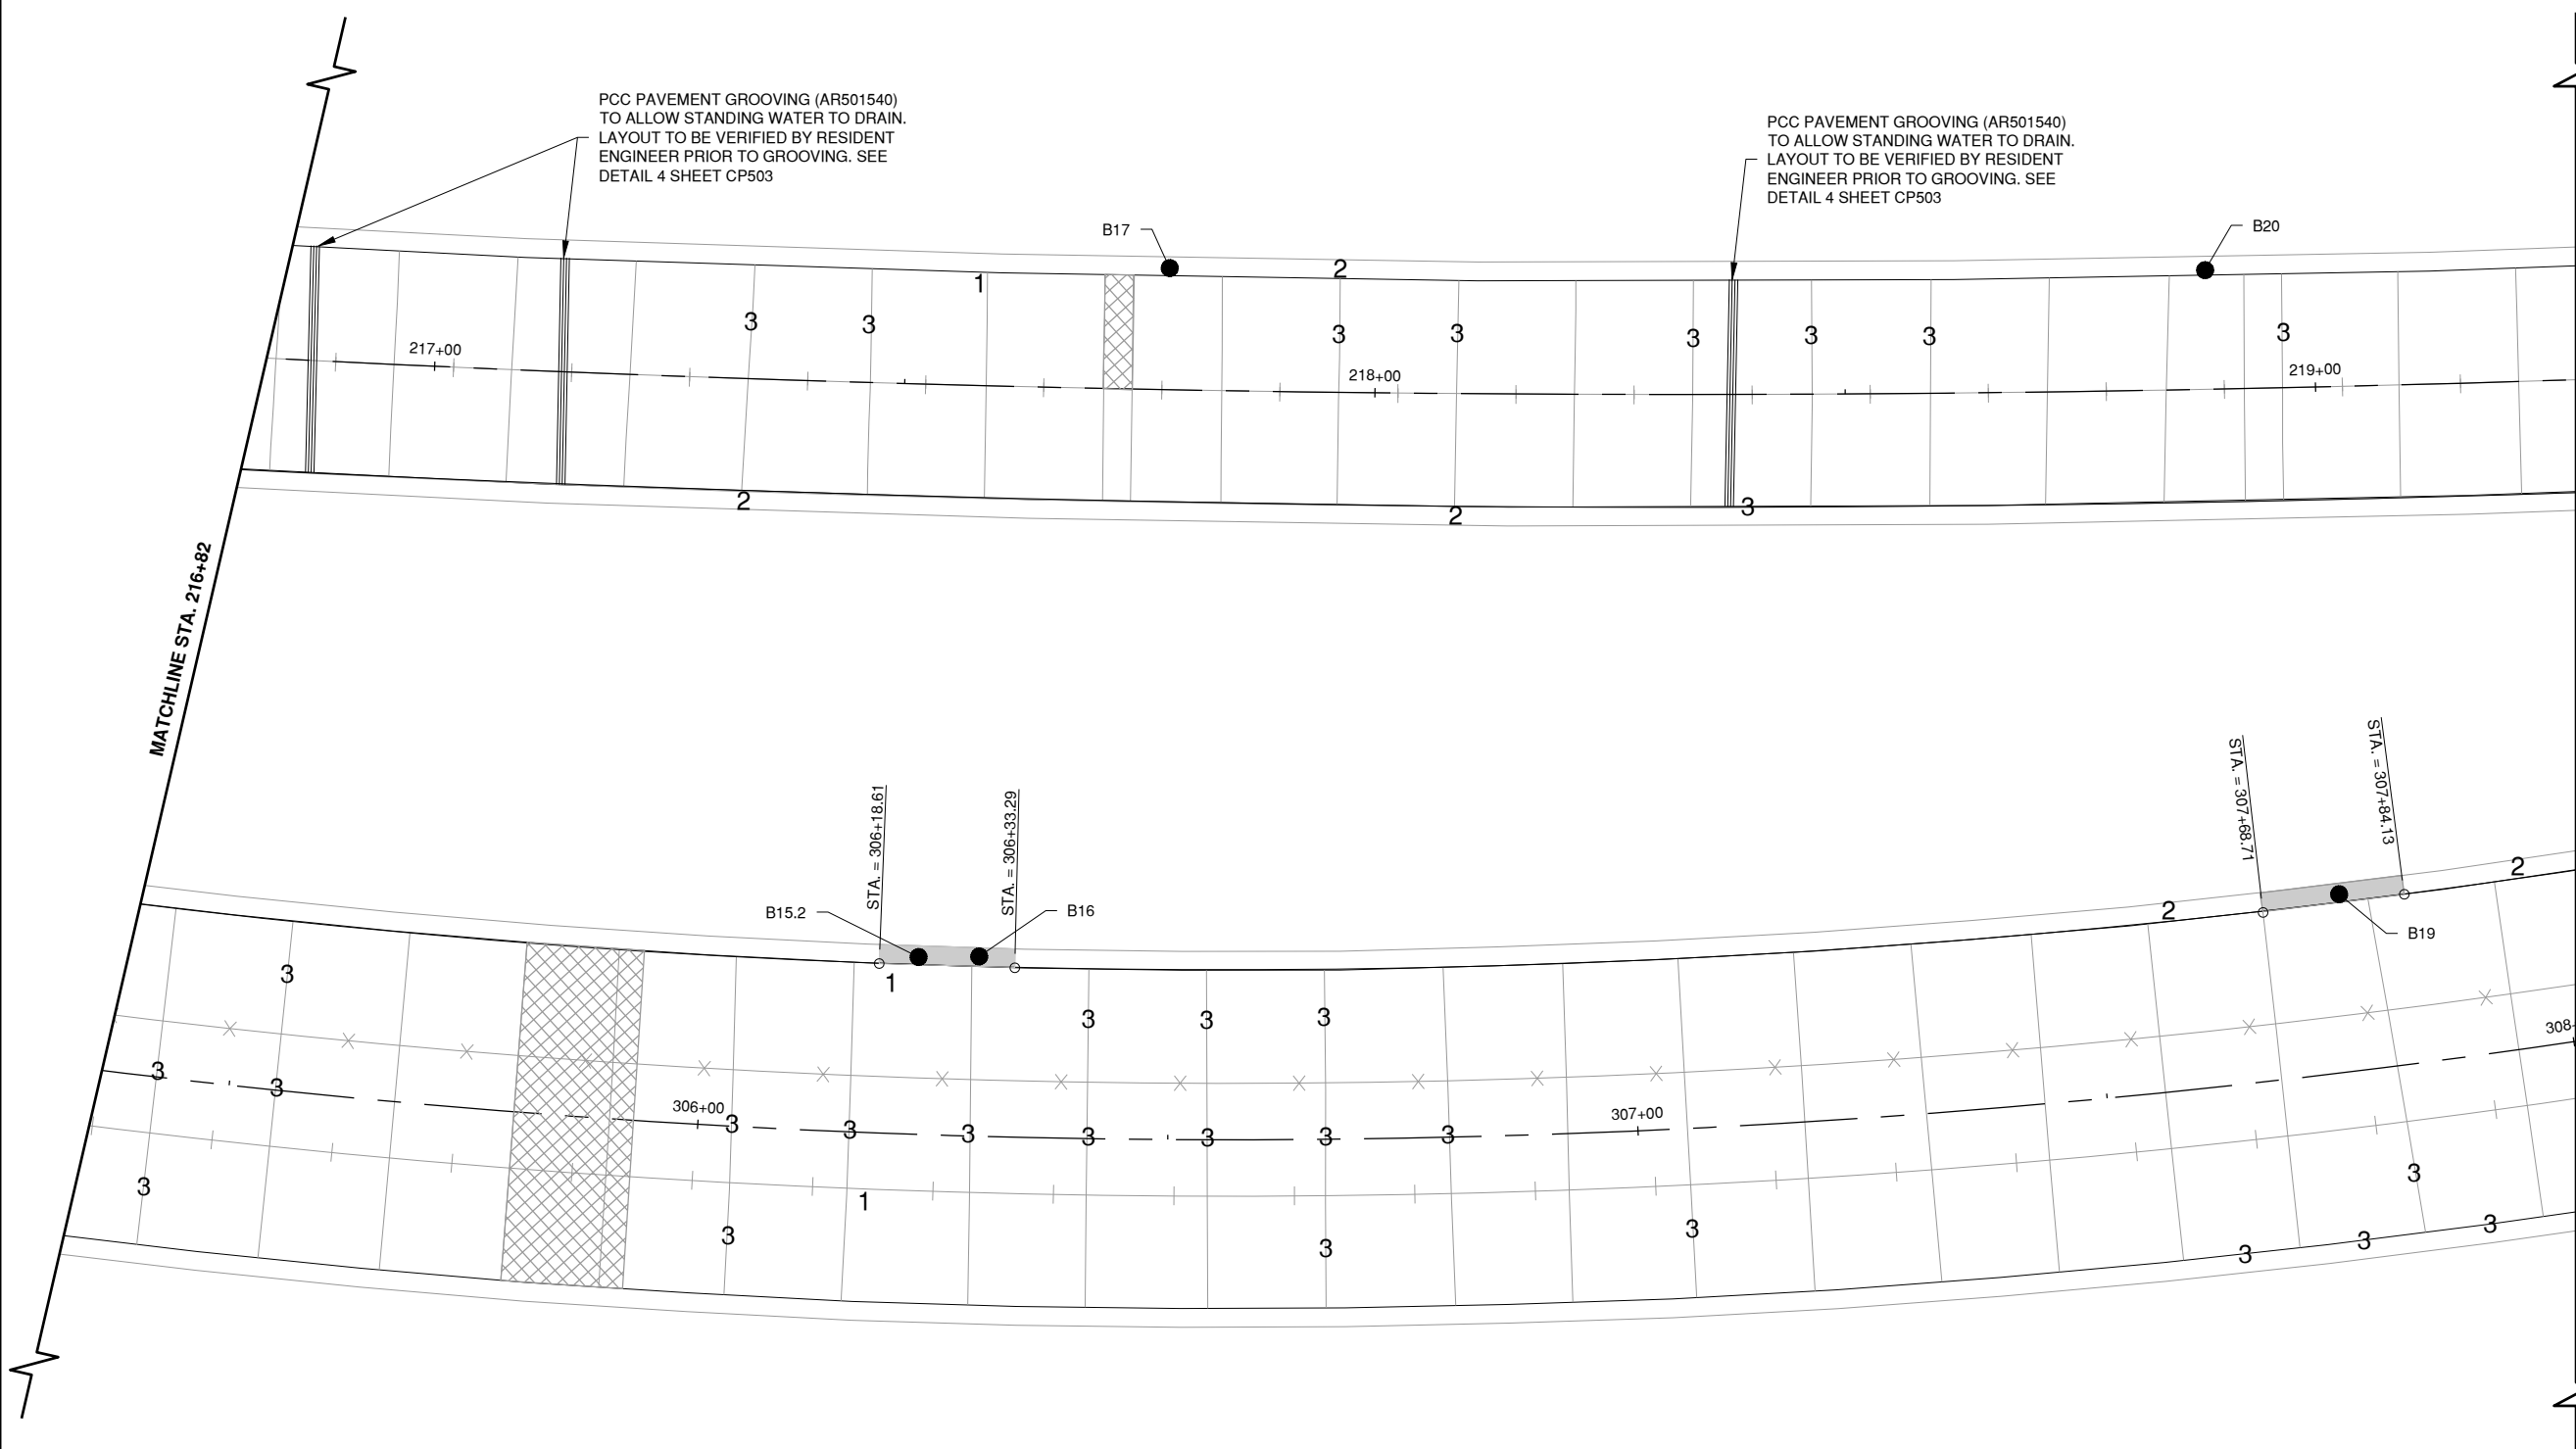 PCC PAVEMENT GROOVING (AR501540)
TO ALLOW STANDING WATER TO DRAIN.
LAYOUT TO BE VERIFIED BY RESIDENT
ENGINEER PRIOR TO GROOVING. SEE
DETAIL 4 SHEET CP503
PCC PAVEMENT GROOVING (AR501540)
TO ALLOW STANDING WATER TO DRAIN.
LAYOUT TO BE VERIFIED BY RESIDENT
ENGINEER PRIOR TO GROOVING. SEE
DETAIL 4 SHEET CP503
B17
B20
2
1
3
3
3
3
3
3
3
3
217+00
218+00
219+00
2
2
3
MATCHLINE STA. 216+82
STA. = 306+18.61
STA. = 306+33.29
STA. = 307+68.71
STA. = 307+84.13
B15.2
B16
B19
2
2
1
3
3
3
3
308-
3
3
306+00
307+00
3
3
3
3
3
3
3
3
1
3
3
3
3
3
3
3